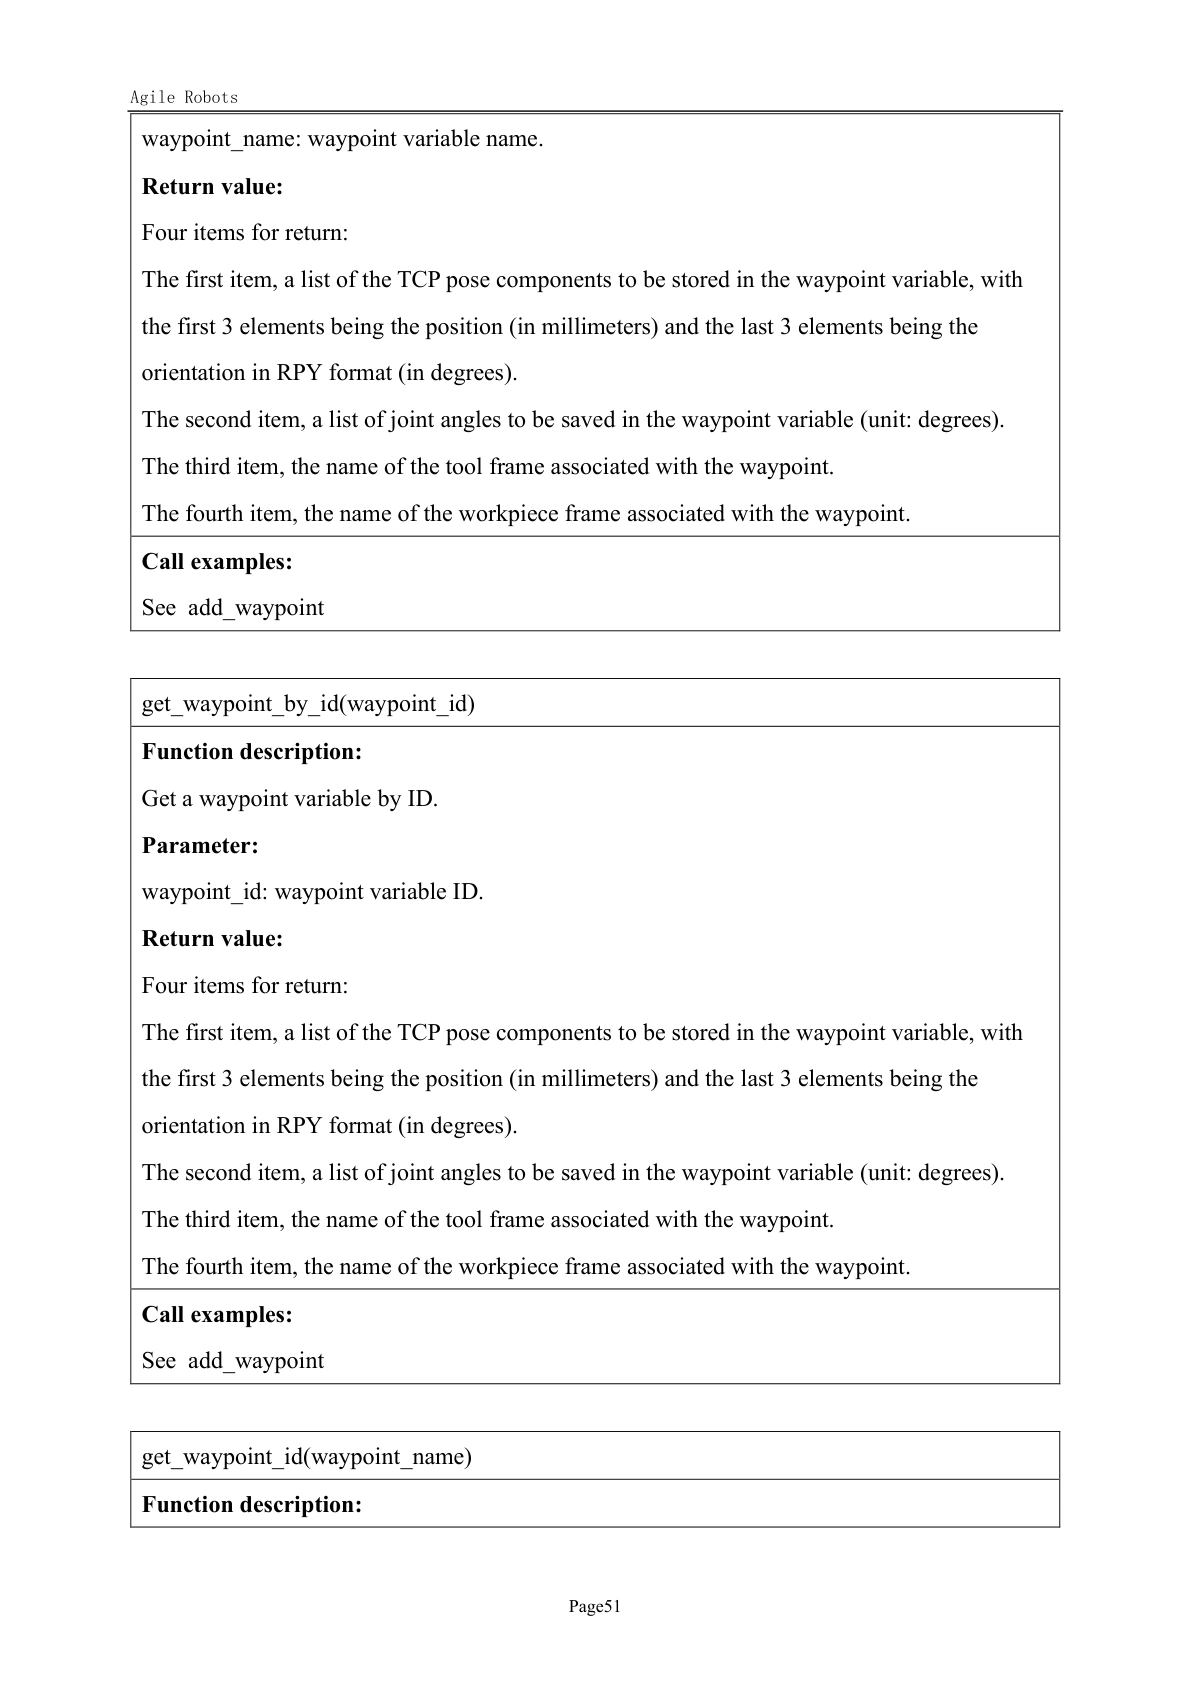 Agile Robots
waypoint_name: waypoint variable name.
Return value:
Four items for return:
The first item, a list of the TCP pose components to be stored in the waypoint variable, with
the first 3 elements being the position (in millimeters) and the last 3 elements being the
orientation in RPY format (in degrees).
The second item, a list of joint angles to be saved in the waypoint variable (unit: degrees).
The third item, the name of the tool frame associated with the waypoint.
The fourth item, the name of the workpiece frame associated with the waypoint.
Call examples:
See add_waypoint
get_waypoint_by_id(waypoint_id)
Function description:
Get a waypoint variable by ID.
Parameter:
waypoint_id: waypoint variable ID.
Return value:
Four items for return:
The first item, a list of the TCP pose components to be stored in the waypoint variable, with
the first 3 elements being the position (in millimeters) and the last 3 elements being the
orientation in RPY format (in degrees).
The second item, a list of joint angles to be saved in the waypoint variable (unit: degrees).
The third item, the name of the tool frame associated with the waypoint.
The fourth item, the name of the workpiece frame associated with the waypoint.
Call examples:
See add_waypoint
get_waypoint_id(waypoint_name)
Function description:
Page51